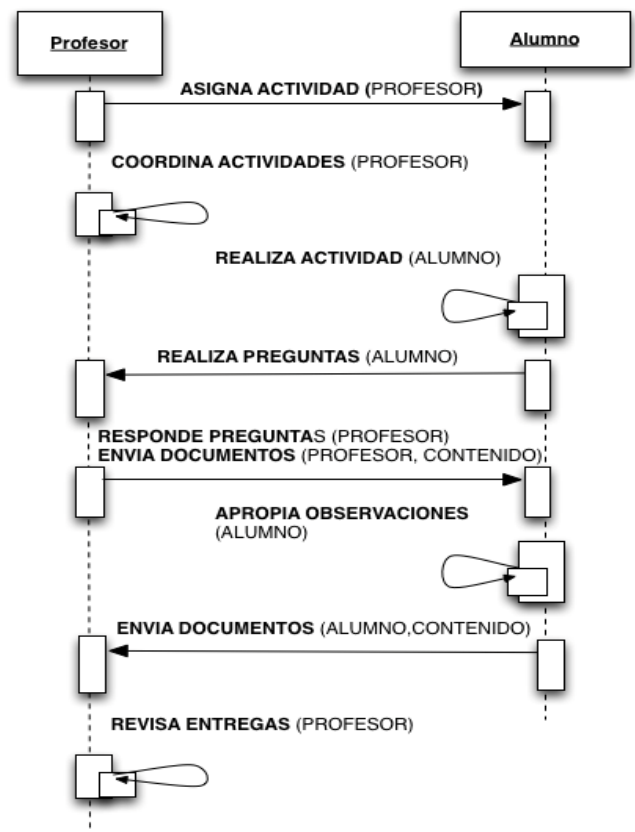 Profesor
Alumno
ASIGNA ACTIVIDAD (PROFESOR)
COORDINA ACTIVIDADES (PROFESOR)
REALIZA ACTIVIDAD (ALUMNO)
REALIZA PREGUNTAS (ALUMNO)
RESPONDE PREGUNTAS (PROFESOR)
ENVIA DOCUMENTOS (PROFESOR, CONTENIDO)
APROPIA OBSERVACIONES
(ALUMNO)
ENVIA DOCUMENTOS (ALUMNO,CONTENIDO)
REVISA ENTREGAS (PROFESOR)